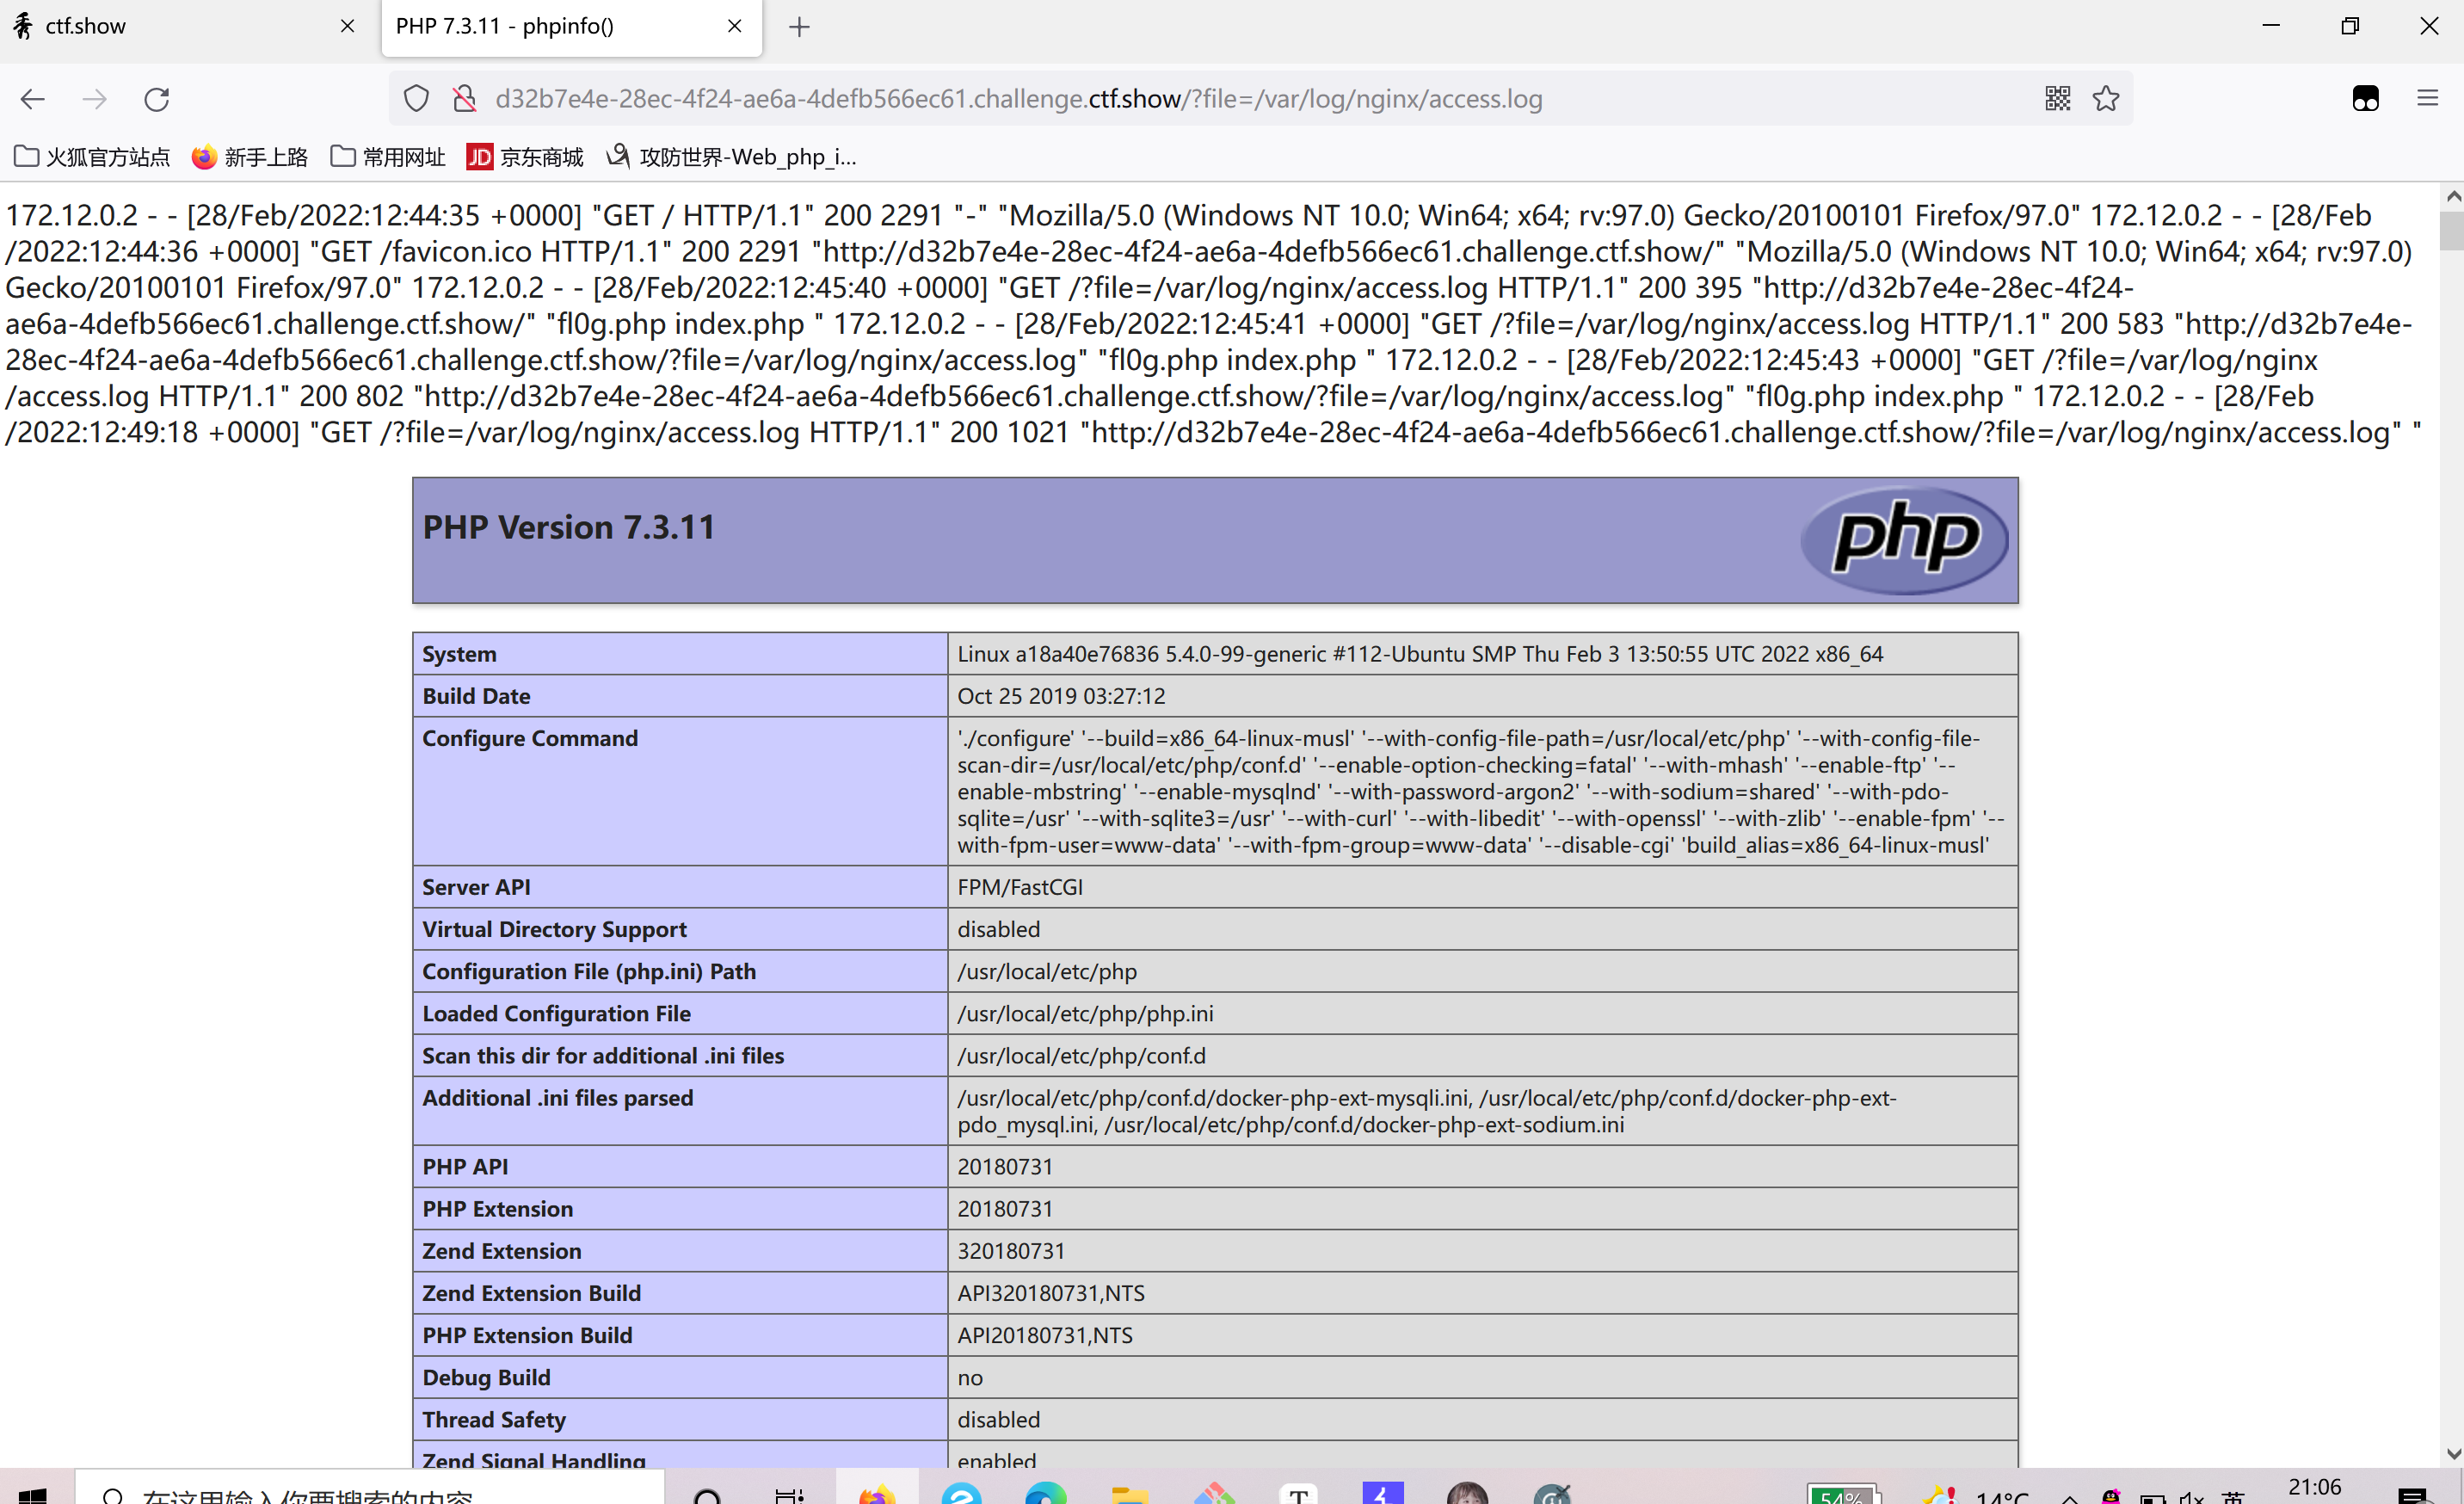 ctf.show
PHP 7.3.11 - phpinfo()
d32b7e4e-28ec-4f24-ae6a-4defb566ec61.challenge.ctf.show/?file=/var/log/nginx/access.log
火狐官方站点 新手上路 常用网址 JD 京东商城 攻防世界-Web_php_i...
172.12.0.2 - - [28/Feb/2022:12:44:35 +0000] "GET / HTTP/1.1" 200 2291 "-" "Mozilla/5.0 (Windows NT 10.0; Win64; x64; rv:97.0) Gecko/20100101 Firefox/97.0" 172.12.0.2 - - [28/Feb
/2022:12:44:36 +0000] "GET /favicon.ico HTTP/1.1" 200 2291 "http://d32b7e4e-28ec-4f24-ae6a-4defb566ec61.challenge.ctf.show/" "Mozilla/5.0 (Windows NT 10.0; Win64; x64; rv:97.0)
Gecko/20100101 Firefox/97.0" 172.12.0.2 - - [28/Feb/2022:12:45:40 +0000] "GET /?file=/var/log/nginx/access.log HTTP/1.1" 200 395 "http://d32b7e4e-28ec-4f24-
ae6a-4defb566ec61.challenge.ctf.show/" "fl0g.php index.php " 172.12.0.2 - - [28/Feb/2022:12:45:41 +0000] "GET /?file=/var/log/nginx/access.log HTTP/1.1" 200 583 "http://d32b7e4e-
28ec-4f24-ae6a-4defb566ec61.challenge.ctf.show/?file=/var/log/nginx/access.log" "fl0g.php index.php " 172.12.0.2 - - [28/Feb/2022:12:45:43 +0000] "GET /?file=/var/log/nginx
/access.log HTTP/1.1" 200 802 "http://d32b7e4e-28ec-4f24-ae6a-4defb566ec61.challenge.ctf.show/?file=/var/log/nginx/access.log" "fl0g.php index.php " 172.12.0.2 - - [28/Feb
/2022:12:49:18 +0000] "GET /?file=/var/log/nginx/access.log HTTP/1.1" 200 1021 "http://d32b7e4e-28ec-4f24-ae6a-4defb566ec61.challenge.ctf.show/?file=/var/log/nginx/access.log" "
PHP Version 7.3.11
php
System Linux a18a40e76836 5.4.0-99-generic #112-Ubuntu SMP Thu Feb 3 13:50:55 UTC 2022 x86_64
Build Date Oct 25 2019 03:27:12
Configure Command './configure' '--build=x86_64-linux-musl' '--with-config-file-path=/usr/local/etc/php' '--with-config-file-
scan-dir=/usr/local/etc/php/conf.d' '--enable-option-checking=fatal' '--with-mhash' '--enable-ftp' '--
enable-mbstring' '--enable-mysqlnd' '--with-password-argon2' '--with-sodium=shared' '--with-pdo-
sqlite=/usr' '--with-sqlite3=/usr' '--with-curl' '--with-libedit' '--with-openssl' '--with-zlib' '--enable-fpm' '--
with-fpm-user=www-data' '--with-fpm-group=www-data' '--disable-cgi' 'build_alias=x86_64-linux-musl'
Server API FPM/FastCGI
Virtual Directory Support disabled
Configuration File (php.ini) Path /usr/local/etc/php
Loaded Configuration File /usr/local/etc/php/php.ini
Scan this dir for additional .ini files /usr/local/etc/php/conf.d
Additional .ini files parsed /usr/local/etc/php/conf.d/docker-php-ext-mysqli.ini, /usr/local/etc/php/conf.d/docker-php-ext-
pdo_mysql.ini, /usr/local/etc/php/conf.d/docker-php-ext-sodium.ini
PHP API 20180731
PHP Extension 20180731
Zend Extension 320180731
Zend Extension Build API320180731,NTS
PHP Extension Build API20180731,NTS
Debug Build no
Thread Safety disabled
Zend Signal Handling enabled
在这里输入你要搜索的内容 T 54% 14°C 英 21:06